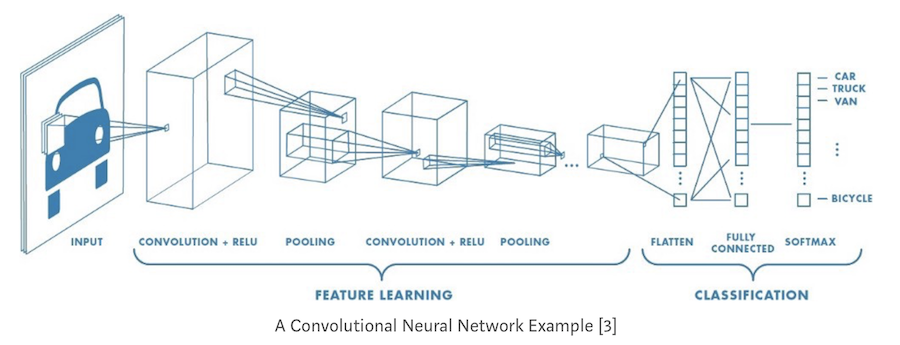 CAR
TRUCK
VAN
BICYCLE
INPUT
CONVOLUTION + RELU
POOLING
CONVOLUTION + RELU
POOLING
FLATTEN
FULLY
CONNECTED
SOFTMAX
FEATURE LEARNING
CLASSIFICATION
A Convolutional Neural Network Example [3]